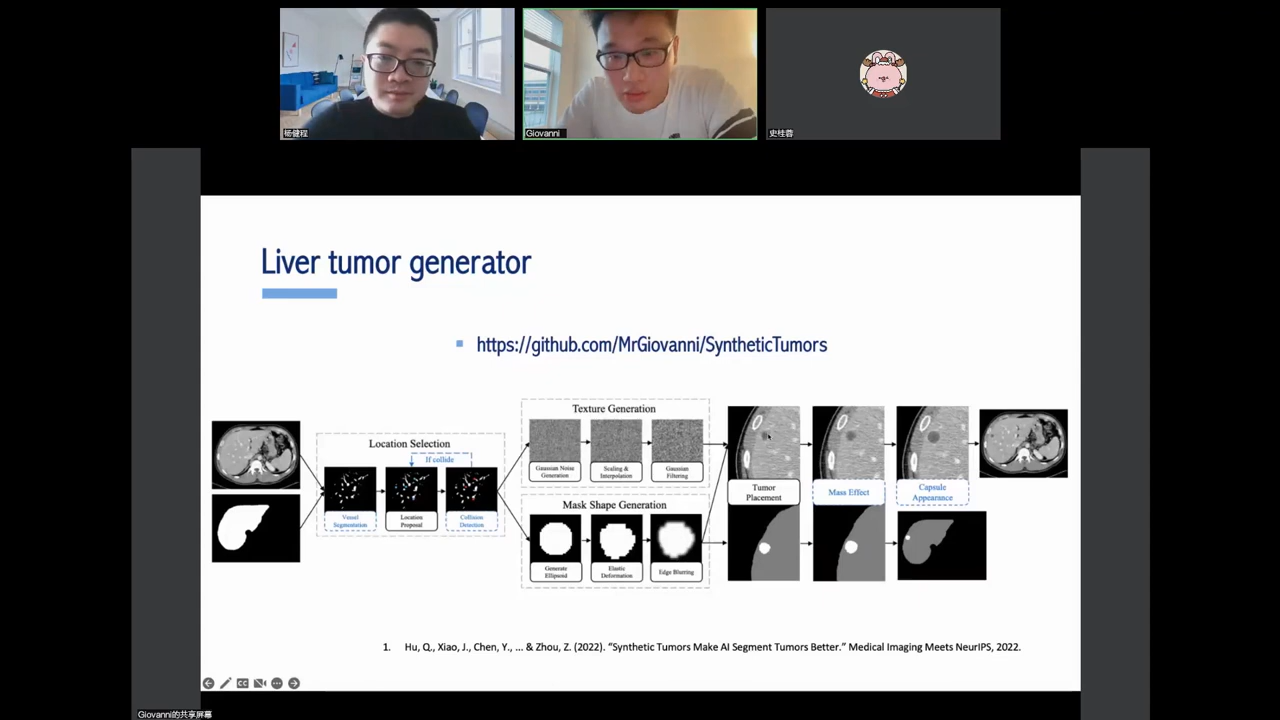 杨健程
Giovanni
史桂蓉
Liver tumor generator
https://github.com/MrGiovanni/SyntheticTumors
Location Selection
If collide
Vessel
Segmentation
Location
Proposal
Collision
Detection
Texture Generation
Gaussian Noise
Generation
Scaling &
Interpolation
Gaussian
Filtering
Mask Shape Generation
Generate
Ellipsoid
Elastic
Deformation
Edge Blurring
Tumor
Placement
Mass Effect
Capsule
Appearance
1. Hu, Q., Xiao, J., Chen, Y., ... & Zhou, Z. (2022). “Synthetic Tumors Make AI Segment Tumors Better.” Medical Imaging Meets NeurIPS, 2022.
Giovanni的共享屏幕